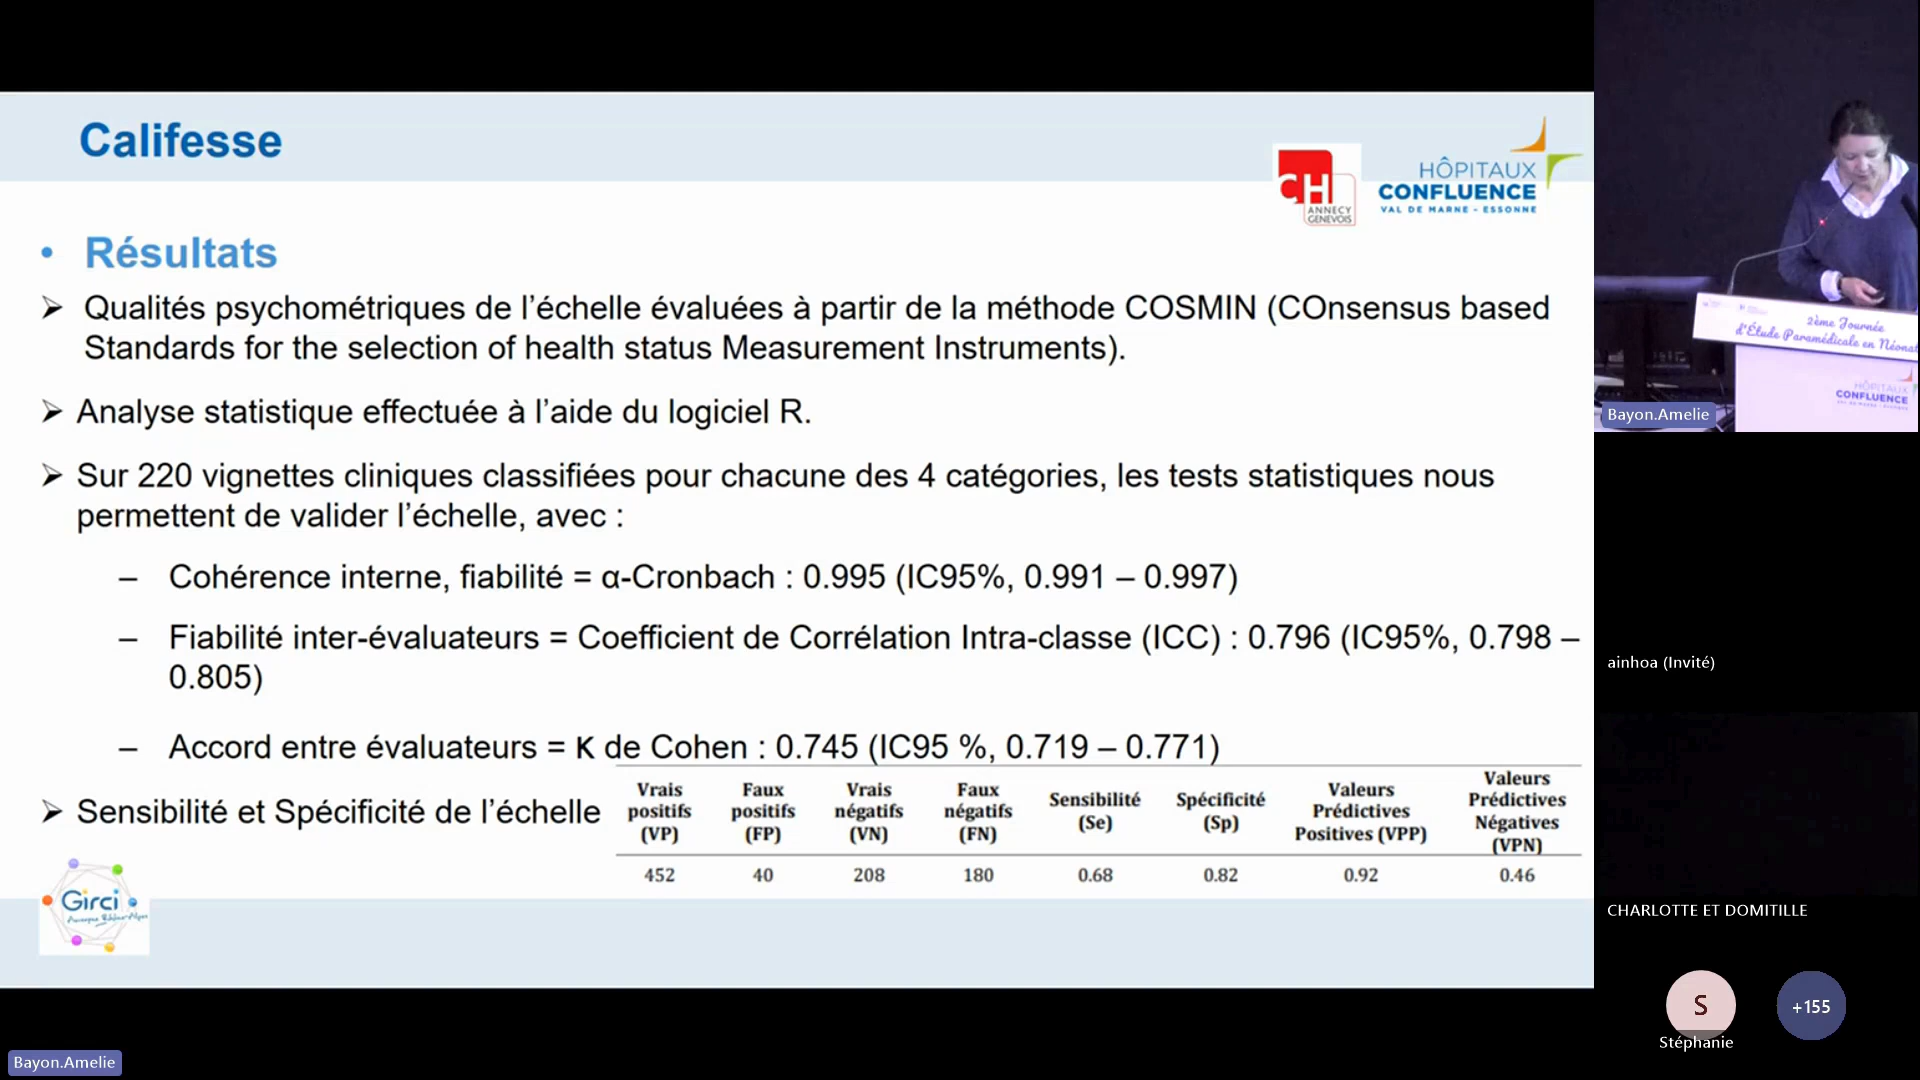 Califesse
CH
ANNECY
GENEVOIS
HÔPITAUX
CONFLUENCE
VAL DE MARNE - ESSONNE
• Résultats
➢ Qualités psychométriques de l’échelle évaluées à partir de la méthode COSMIN (COnsensus based
Standards for the selection of health status Measurement Instruments).
➢ Analyse statistique effectuée à l’aide du logiciel R.
➢ Sur 220 vignettes cliniques classifiées pour chacune des 4 catégories, les tests statistiques nous
permettent de valider l’échelle, avec :
– Cohérence interne, fiabilité = α-Cronbach : 0.995 (IC95%, 0.991 – 0.997)
– Fiabilité inter-évaluateurs = Coefficient de Corrélation Intra-classe (ICC) : 0.796 (IC95%, 0.798 –
0.805)
– Accord entre évaluateurs = κ de Cohen : 0.745 (IC95 %, 0.719 – 0.771)
➢ Sensibilité et Spécificité de l’échelle
Vrais positifs (VP) Faux positifs (FP) Vrais négatifs (VN) Faux négatifs (FN) Sensibilité (Se) Spécificité (Sp) Valeurs Prédictives Positives (VPP) Valeurs Prédictives Négatives (VPN)
452 40 208 180 0.68 0.82 0.92 0.46
Girci
Auvergne Rhône-Alpes
2ème Journée
d'Étude Paramédicale en Néonat
HÔPITAUX
CONFLUENCE
Bayon.Amelie
ainhoa (Invité)
CHARLOTTE ET DOMITILLE
S
+155
Stéphanie
Bayon.Amelie